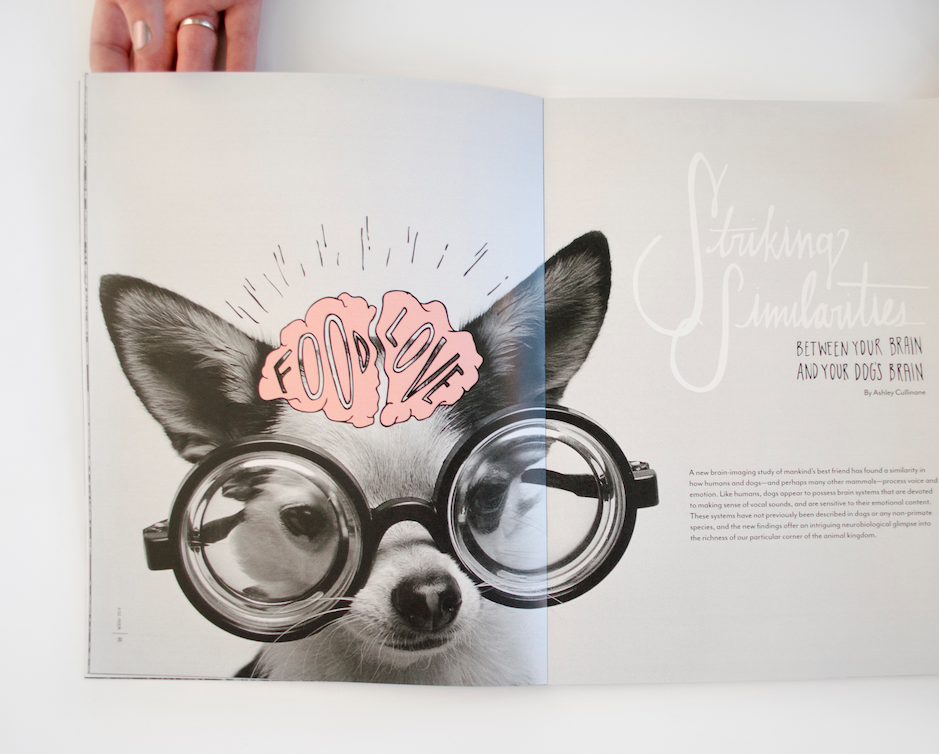 FOOD LOVE
Striking
Similarities
BETWEEN YOUR BRAIN
AND YOUR DOG'S BRAIN
By Ashley Cullinane
A new brain-imaging study of mankind's best friend has found a similarity in
how humans and dogs—and perhaps many other mammals—process voice and
emotion. Like humans, dogs appear to possess brain systems that are devoted
to making sense of vocal sounds, and are sensitive to their emotional content.
These systems have not previously been described in dogs or any non-primate
species, and the new findings offer an intriguing neurobiological glimpse into
the richness of our particular corner of the animal kingdom.